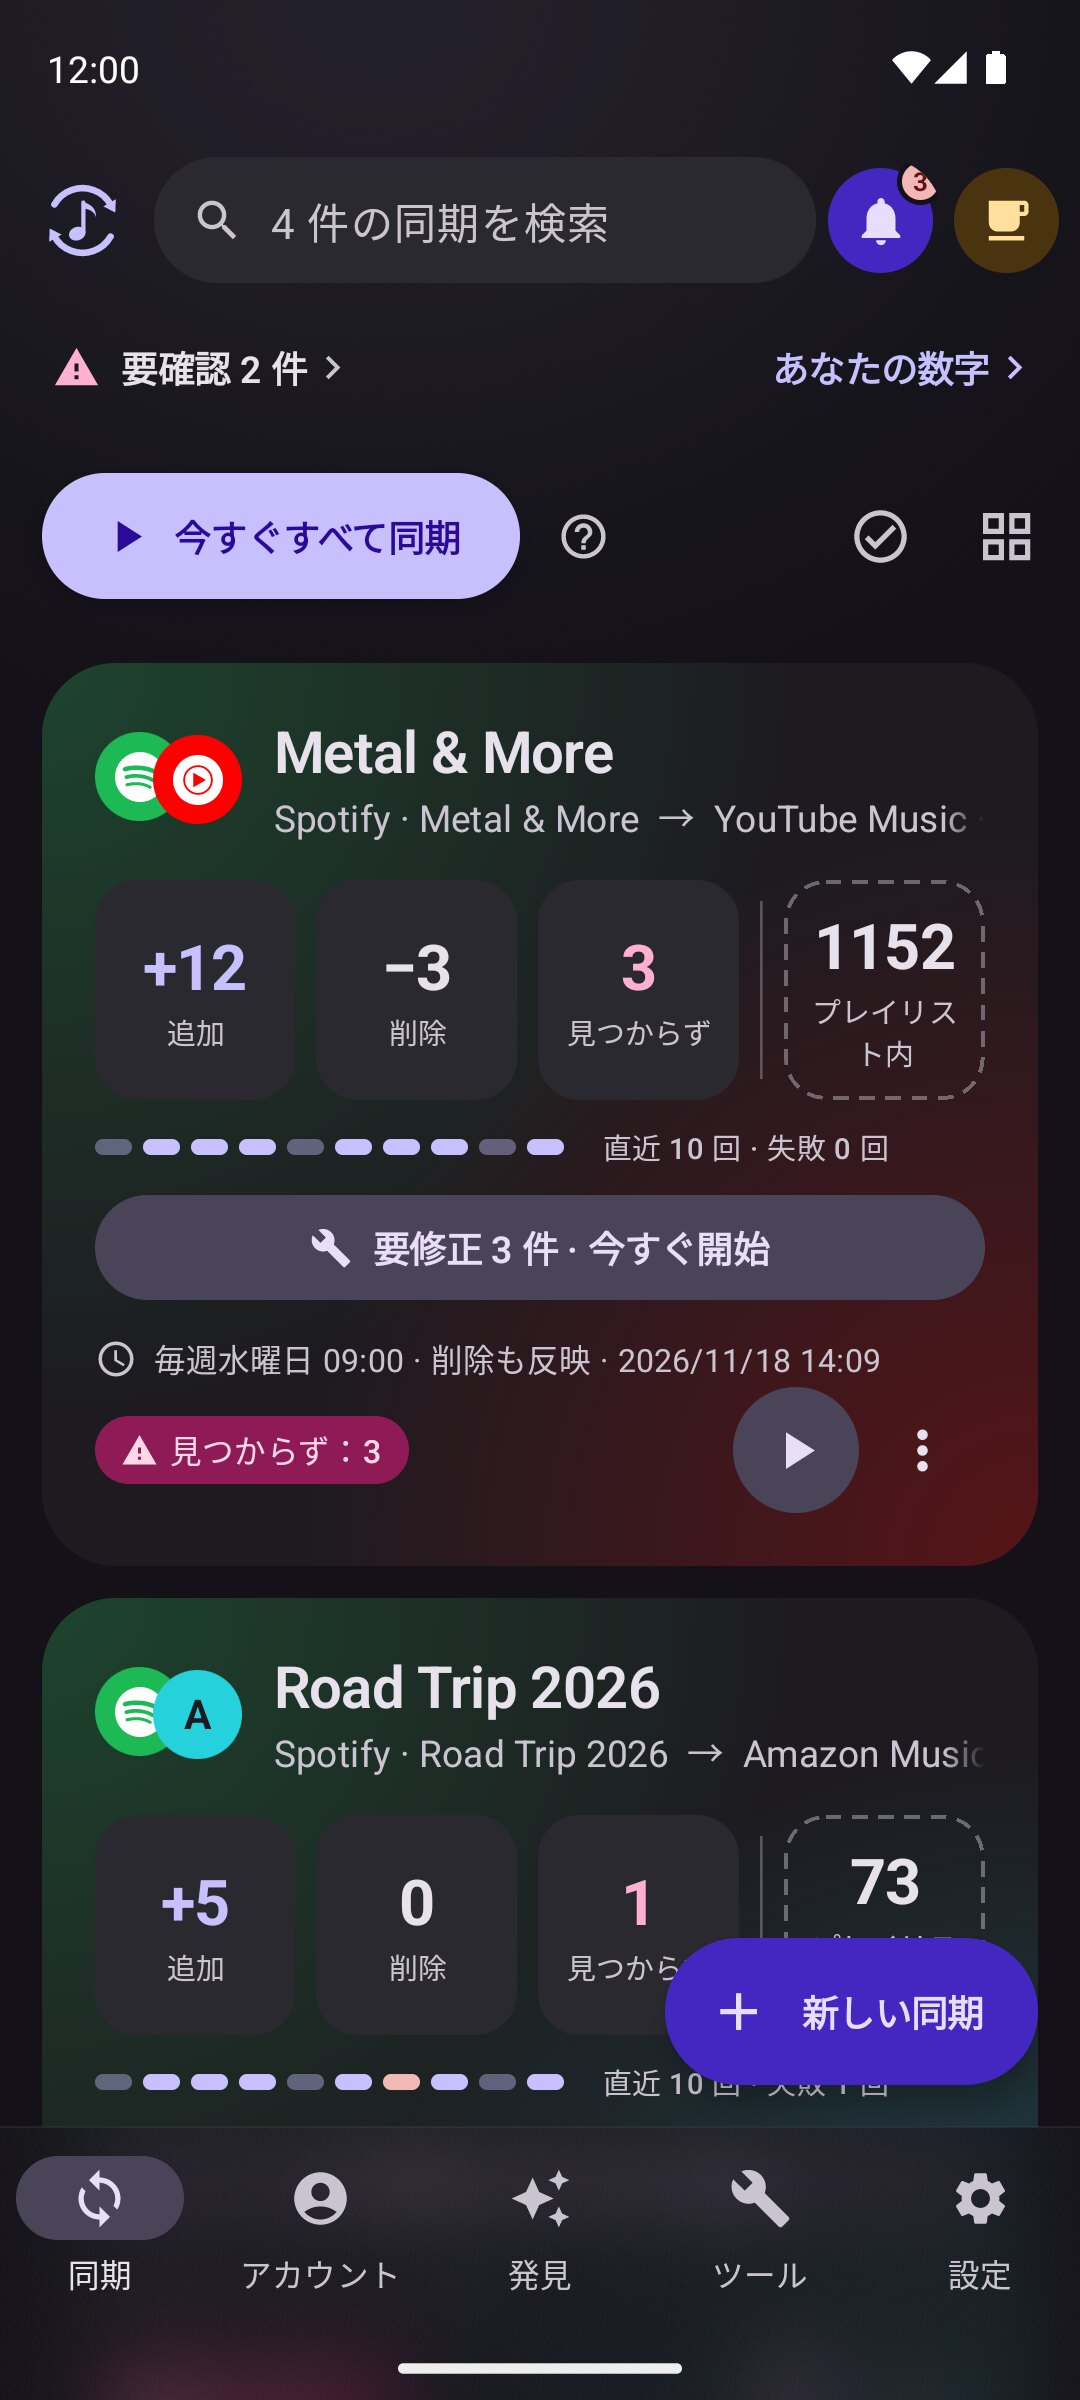 12:00
4 件の同期を検索
3
要確認 2 件
あなたの数字
今すぐすべて同期
Metal & More
Spotify · Metal & More → YouTube Music
+12
追加
−3
削除
3
見つからず
1152
プレイリス
ト内
直近 10 回 · 失敗 0 回
要修正 3 件 · 今すぐ開始
毎週水曜日 09:00 · 削除も反映 · 2026/11/18 14:09
見つからず：3
A
Road Trip 2026
Spotify · Road Trip 2026 → Amazon Music
+5
追加
0
削除
1
見つから
73
新しい同期
直近 10 回 · 失敗 1 回
同期
アカウント
発見
ツール
設定